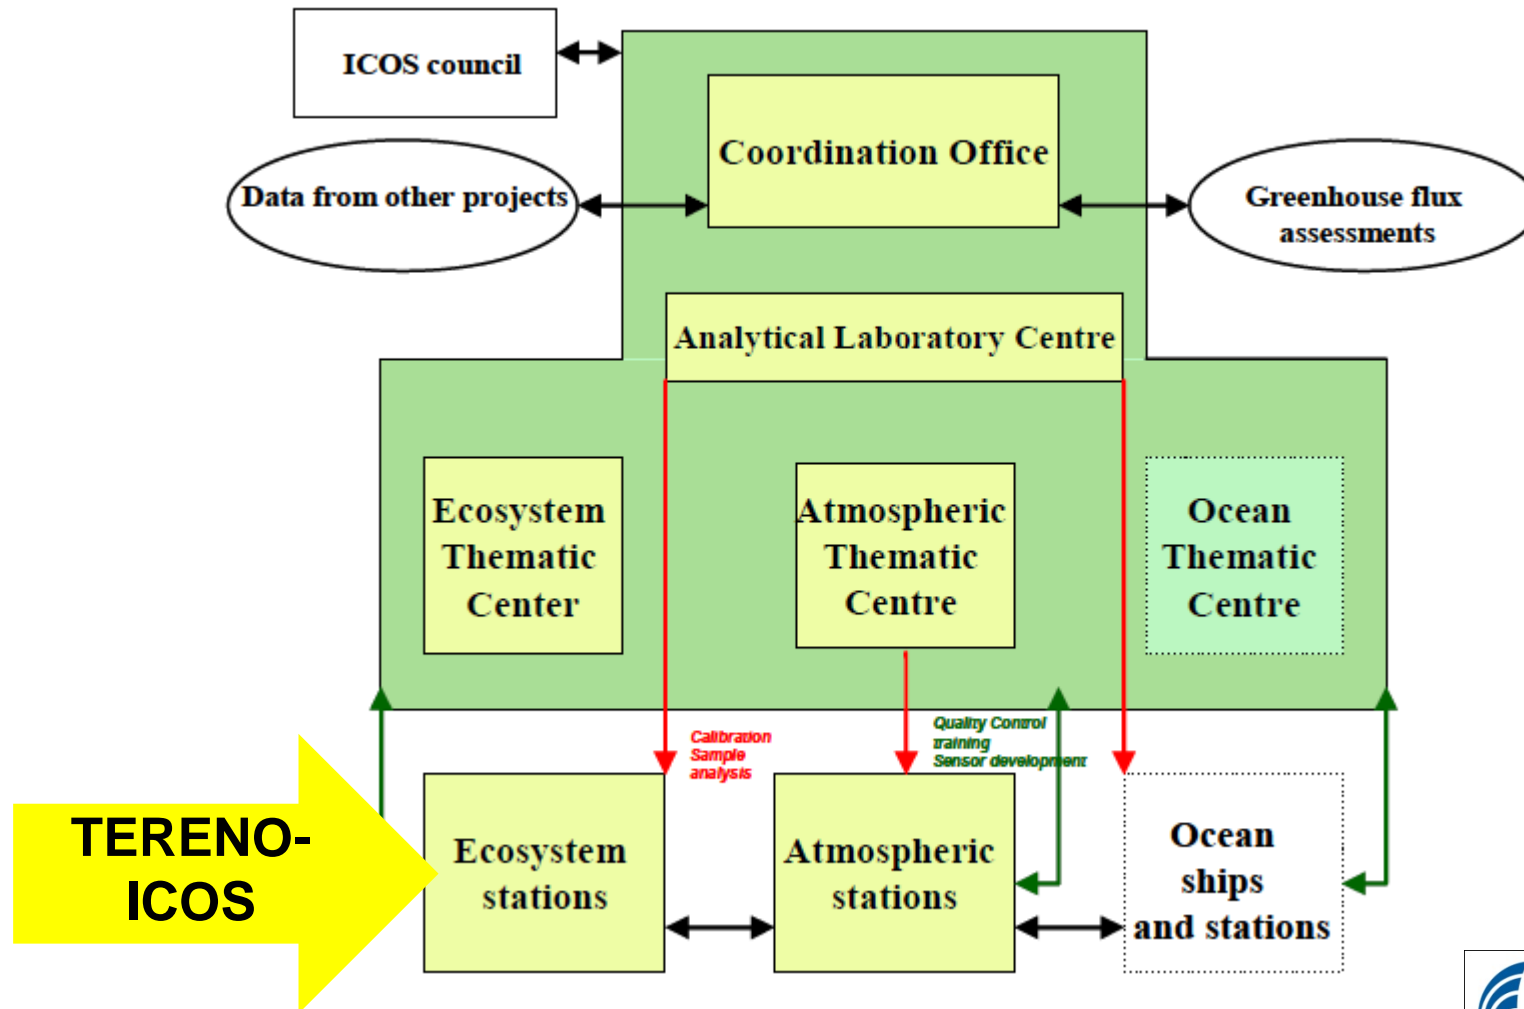 ICOS council
Coordination Office
Data from other projects
Greenhouse flux
assessments
Analytical Laboratory Centre
Ecosystem
Thematic
Center
Atmospheric
Thematic
Centre
Ocean
Thematic
Centre
Calibration
Sample
analysis
Quality Control
training
Sensor development
TERENO-
ICOS
Ecosystem
stations
Atmospheric
stations
Ocean
ships
and stations